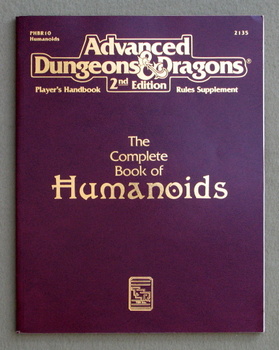 PHBR10
Humanoids
2135
Advanced
Dungeons & Dragons®
2nd Edition
Player's Handbook
Rules Supplement
The
Complete
Book of
Humanoids